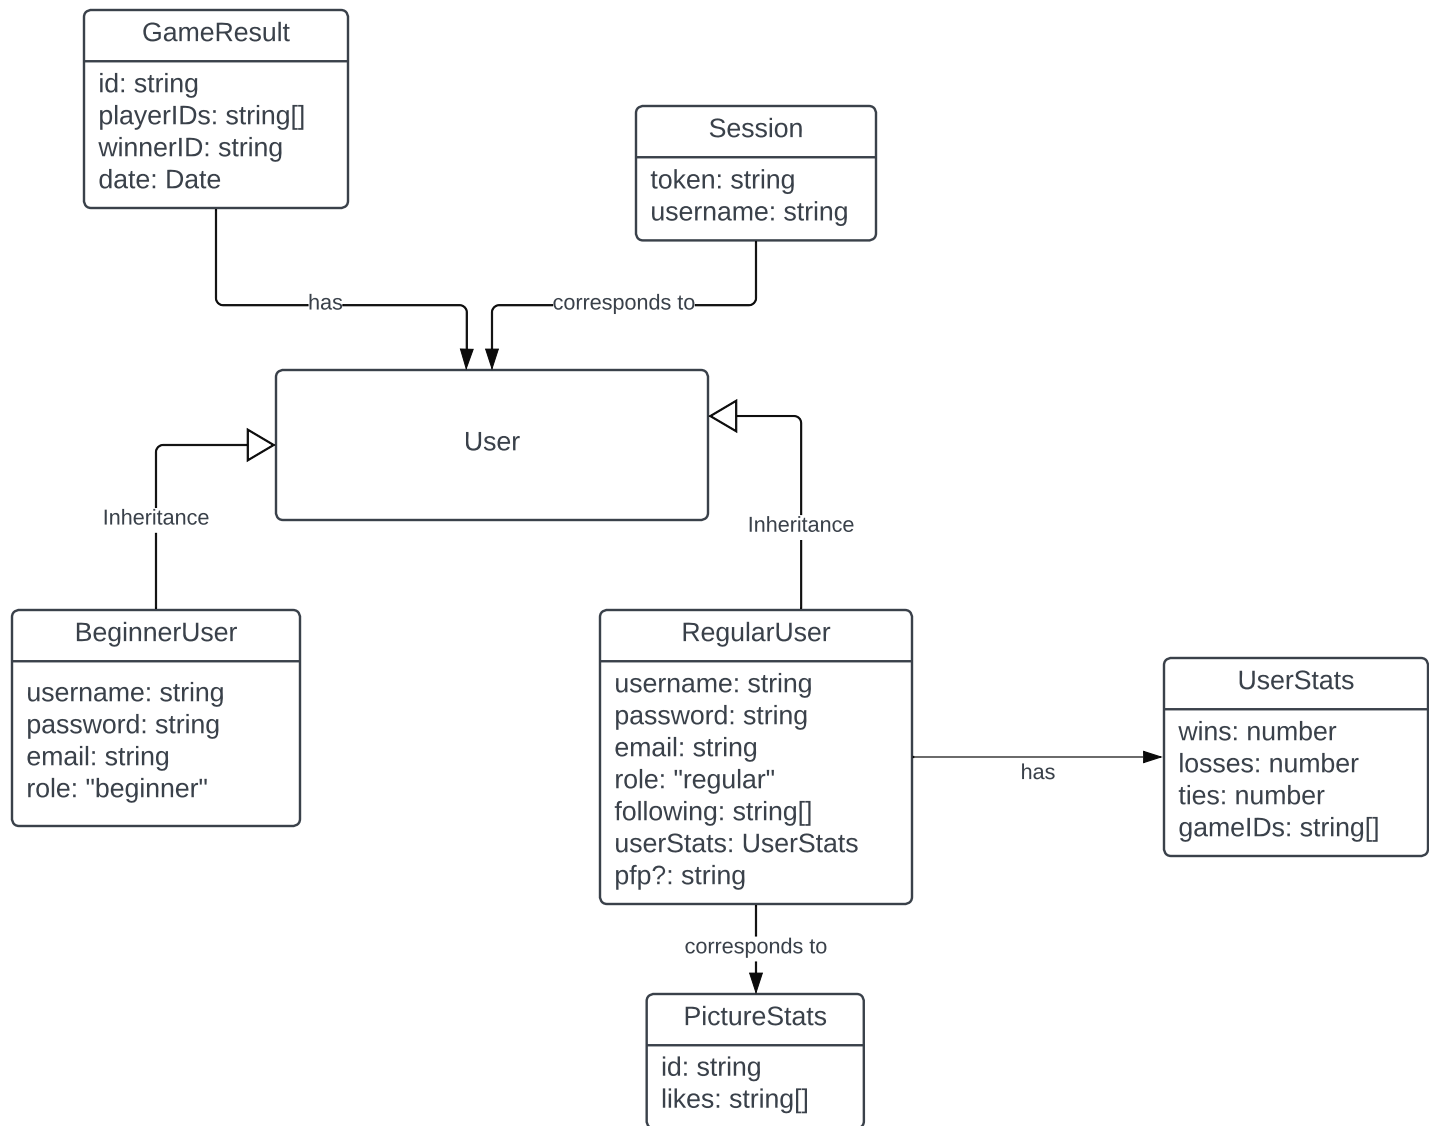 GameResult
id: string
playerIDs: string[]
winnerID: string
date: Date
Session
token: string
username: string
has
corresponds to
User
Inheritance
Inheritance
BeginnerUser
username: string
password: string
email: string
role: "beginner"
RegularUser
username: string
password: string
email: string
role: "regular"
following: string[]
userStats: UserStats
pfp?: string
has
UserStats
wins: number
losses: number
ties: number
gameIDs: string[]
corresponds to
PictureStats
id: string
likes: string[]